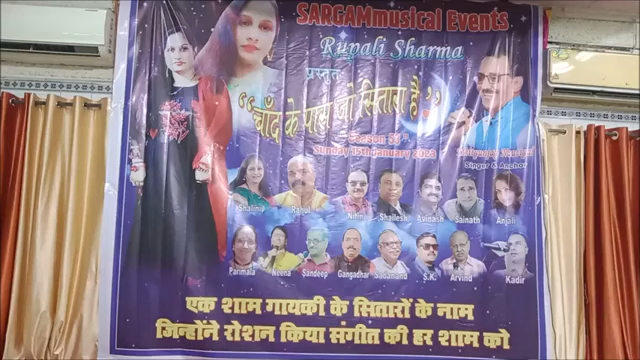 SARGAMmusical Events
Rupali Sharma
प्रस्तुत
"चाँद के पास जो सितारा है"
Sunday 15th January 2023
Singer & Anchor
Shalini Rahul Nitin Shailesh Avinash Sainath Anjali
Parimala Neena Sandeep Gangadhar Sadanand S.K. Arvind Kadir
एक शाम गायकी के सितारों के नाम
जिन्होंने रोशन किया संगीत की हर शाम को